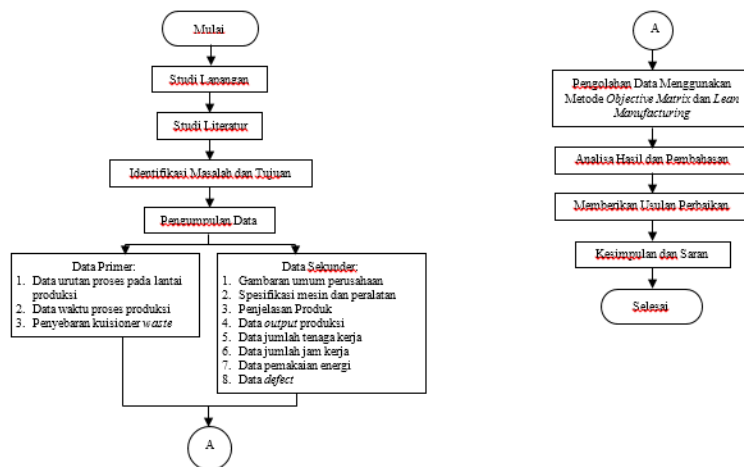 Mulai
Studi Lapangan
Studi Literatur
Identifikasi Masalah dan Tujuan
Pengumpulan Data
Data Primer:
1. Data urutan proses pada lantai
produksi
2. Data waktu proses produksi
3. Penyebaran kuisioner waste
Data Sekunder:
1. Gambaran umum perusahaan
2. Spesifikasi mesin dan peralatan
3. Penjelasan Produk
4. Data output produksi
5. Data jumlah tenaga kerja
6. Data jumlah jam kerja
7. Data pemakaian energi
8. Data defect
A
A
Pengolahan Data Menggunakan
Metode Objective Matrix dan Lean
Manufacturing
Analisa Hasil dan Pembahasan
Memberikan Usulan Perbaikan
Kesimpulan dan Saran
Selesai